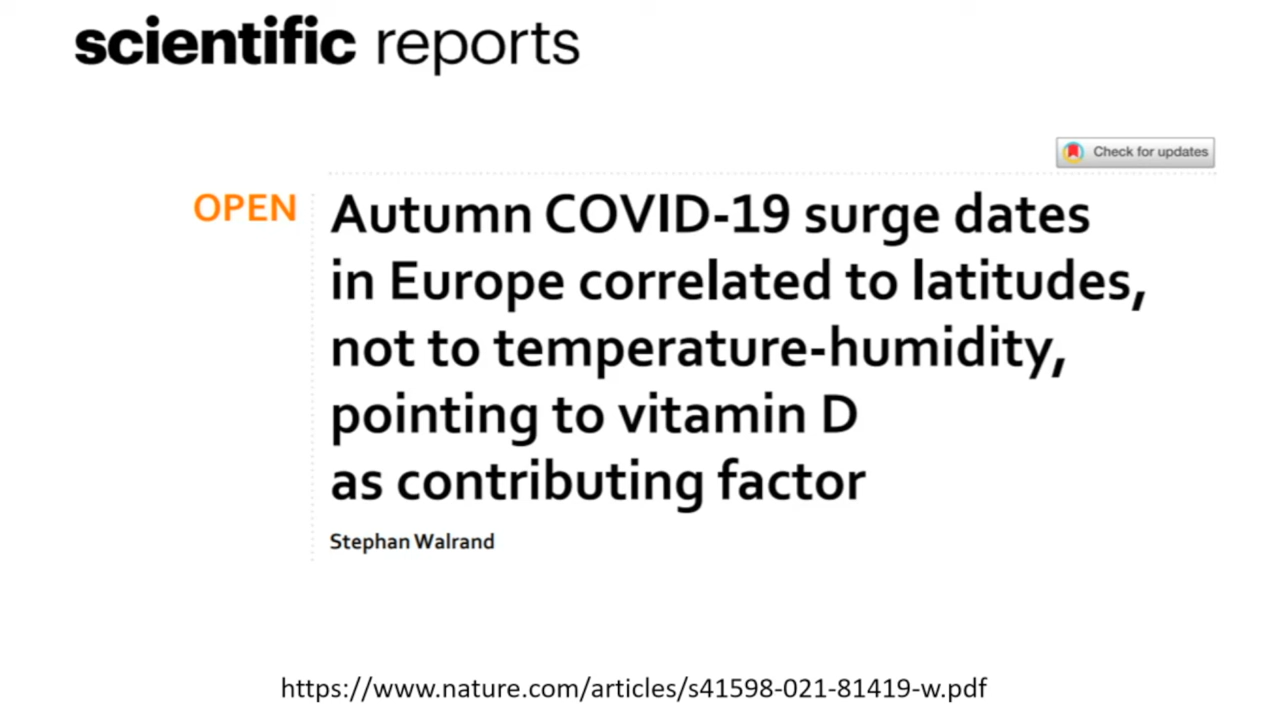 scientific reports
Check for updates
OPEN
Autumn COVID-19 surge dates
in Europe correlated to latitudes,
not to temperature-humidity,
pointing to vitamin D
as contributing factor
Stephan Walrand
https://www.nature.com/articles/s41598-021-81419-w.pdf